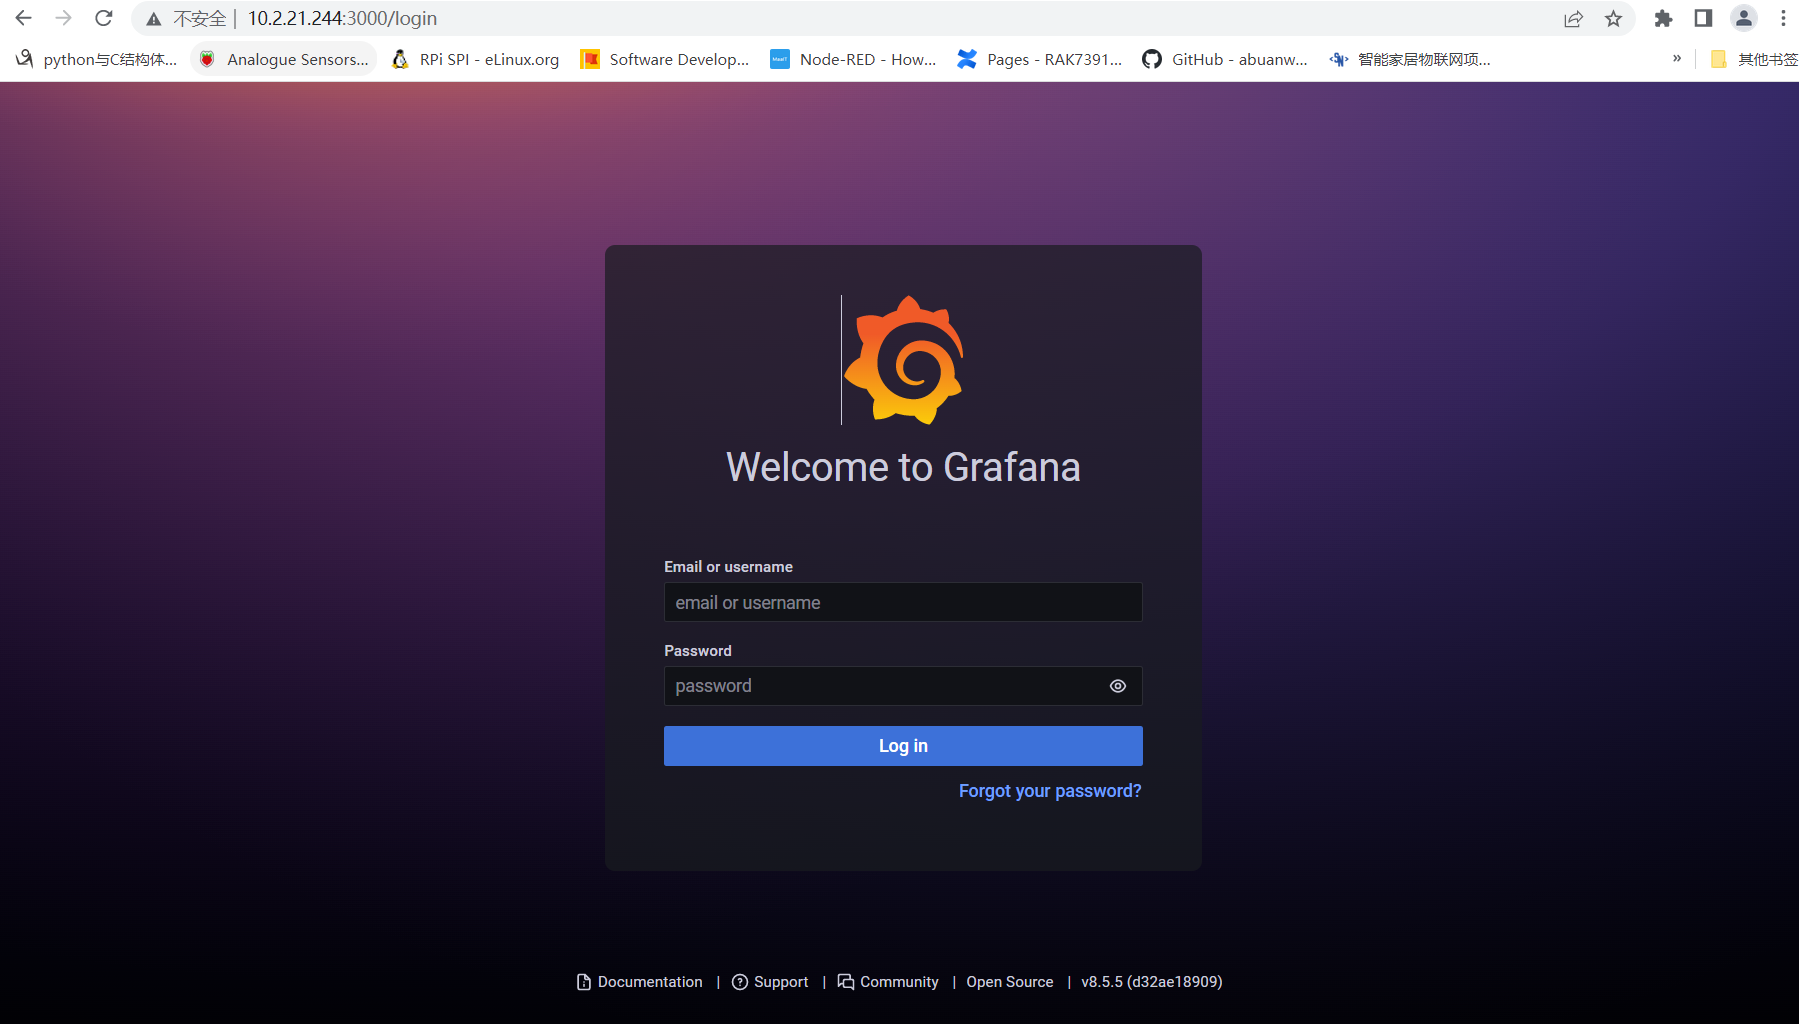 不安全 | 10.2.21.244:3000/login
python与C结构体... Analogue Sensors... RPi SPI - eLinux.org Software Develop... Node-RED - How... Pages - RAK7391... GitHub - abuanw... 智能家居物联网项... » 其他书签
Welcome to Grafana
Email or username
email or username
Password
password
Log in
Forgot your password?
Documentation | Support | Community | Open Source | v8.5.5 (d32ae18909)